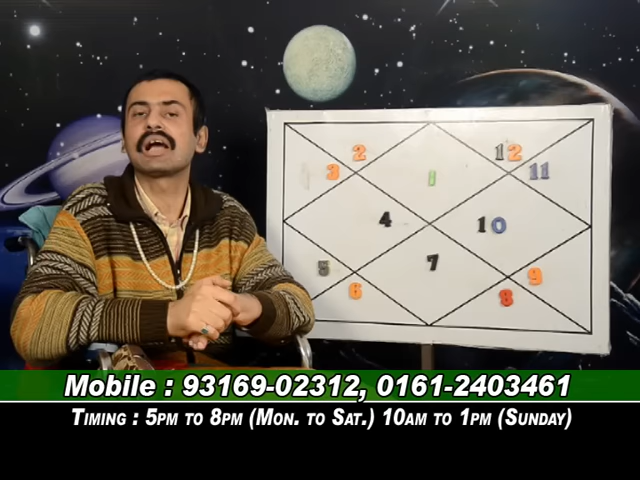 2 12
3 1 11
4 10
5 7 9
6 8
Mobile : 93169-02312, 0161-2403461
TIMING : 5PM TO 8PM (MON. TO SAT.) 10AM TO 1PM (SUNDAY)